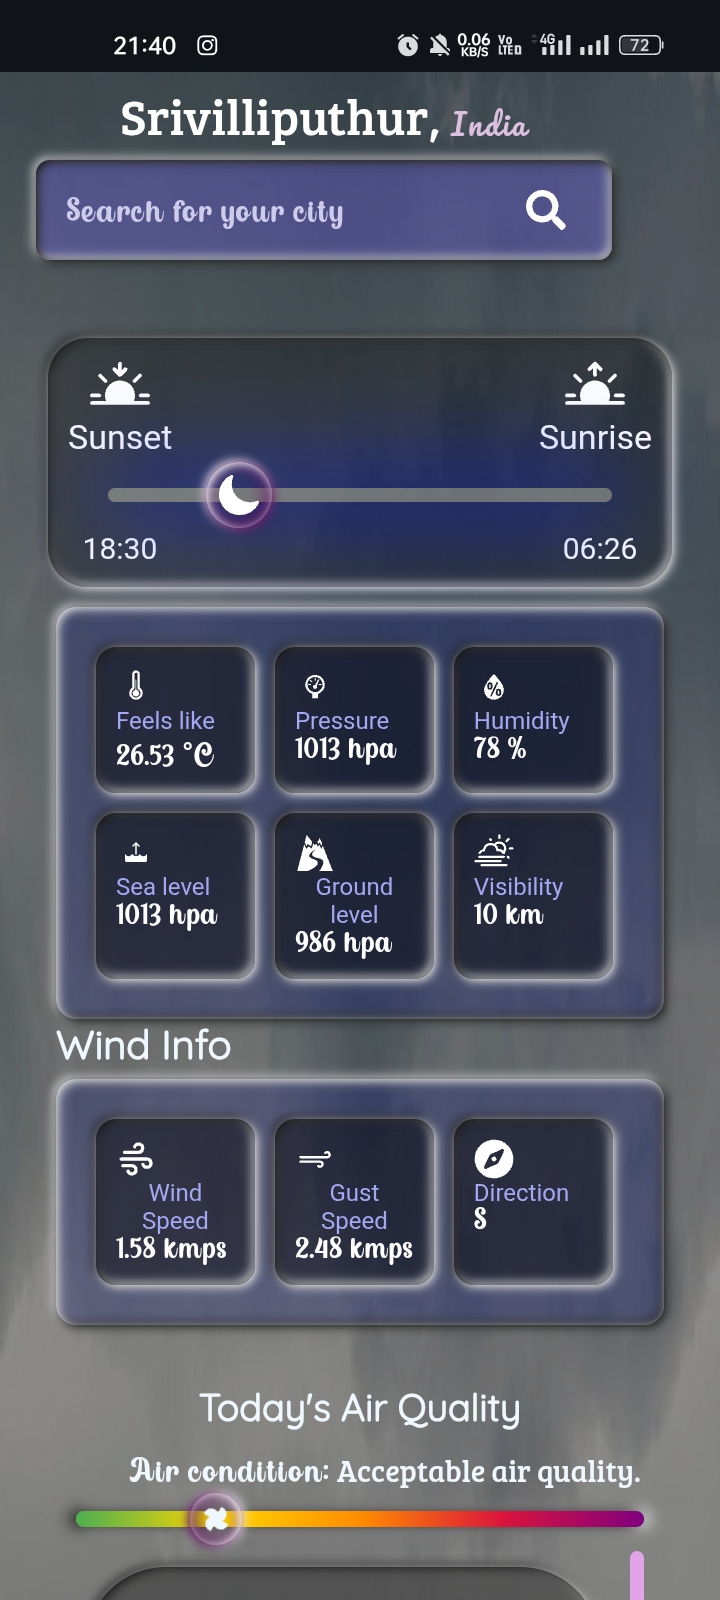 21:40 0.06 KB/S Vo LTED 4G 72
Srivilliputhur, India
Search for your city
Sunset Sunrise
18:30 06:26
Feels like Pressure Humidity
26.53 °C 1013 hpa 78 %
Sea level Ground level Visibility
1013 hpa 986 hpa 10 km
Wind Info
Wind Speed Gust Speed Direction
1.58 kmps 2.48 kmps S
Today's Air Quality
Air condition: Acceptable air quality.